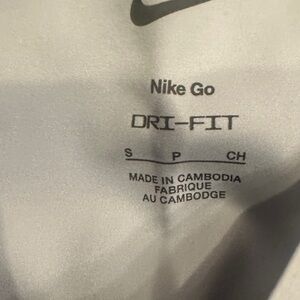 Nike Go
DRI-FIT
S P CH
MADE IN CAMBODIA
FABRIQUE
AU CAMBODGE